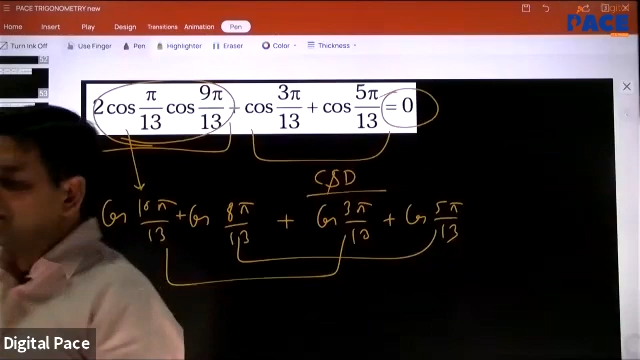 PACE TRIGONOMETRY new
PACE
Home Insert Design Transitions Animation Pen
Turn Ink Off Use Finger Pen Highlighter Eraser Color Thickness
53
2cos π/13 cos 9π/13 + cos 3π/13 + cos 5π/13 = 0
C&D
Cos 10π/13 + Cos 8π/13 + Cos 3π/13 + Cos 5π/13
Digital Pace